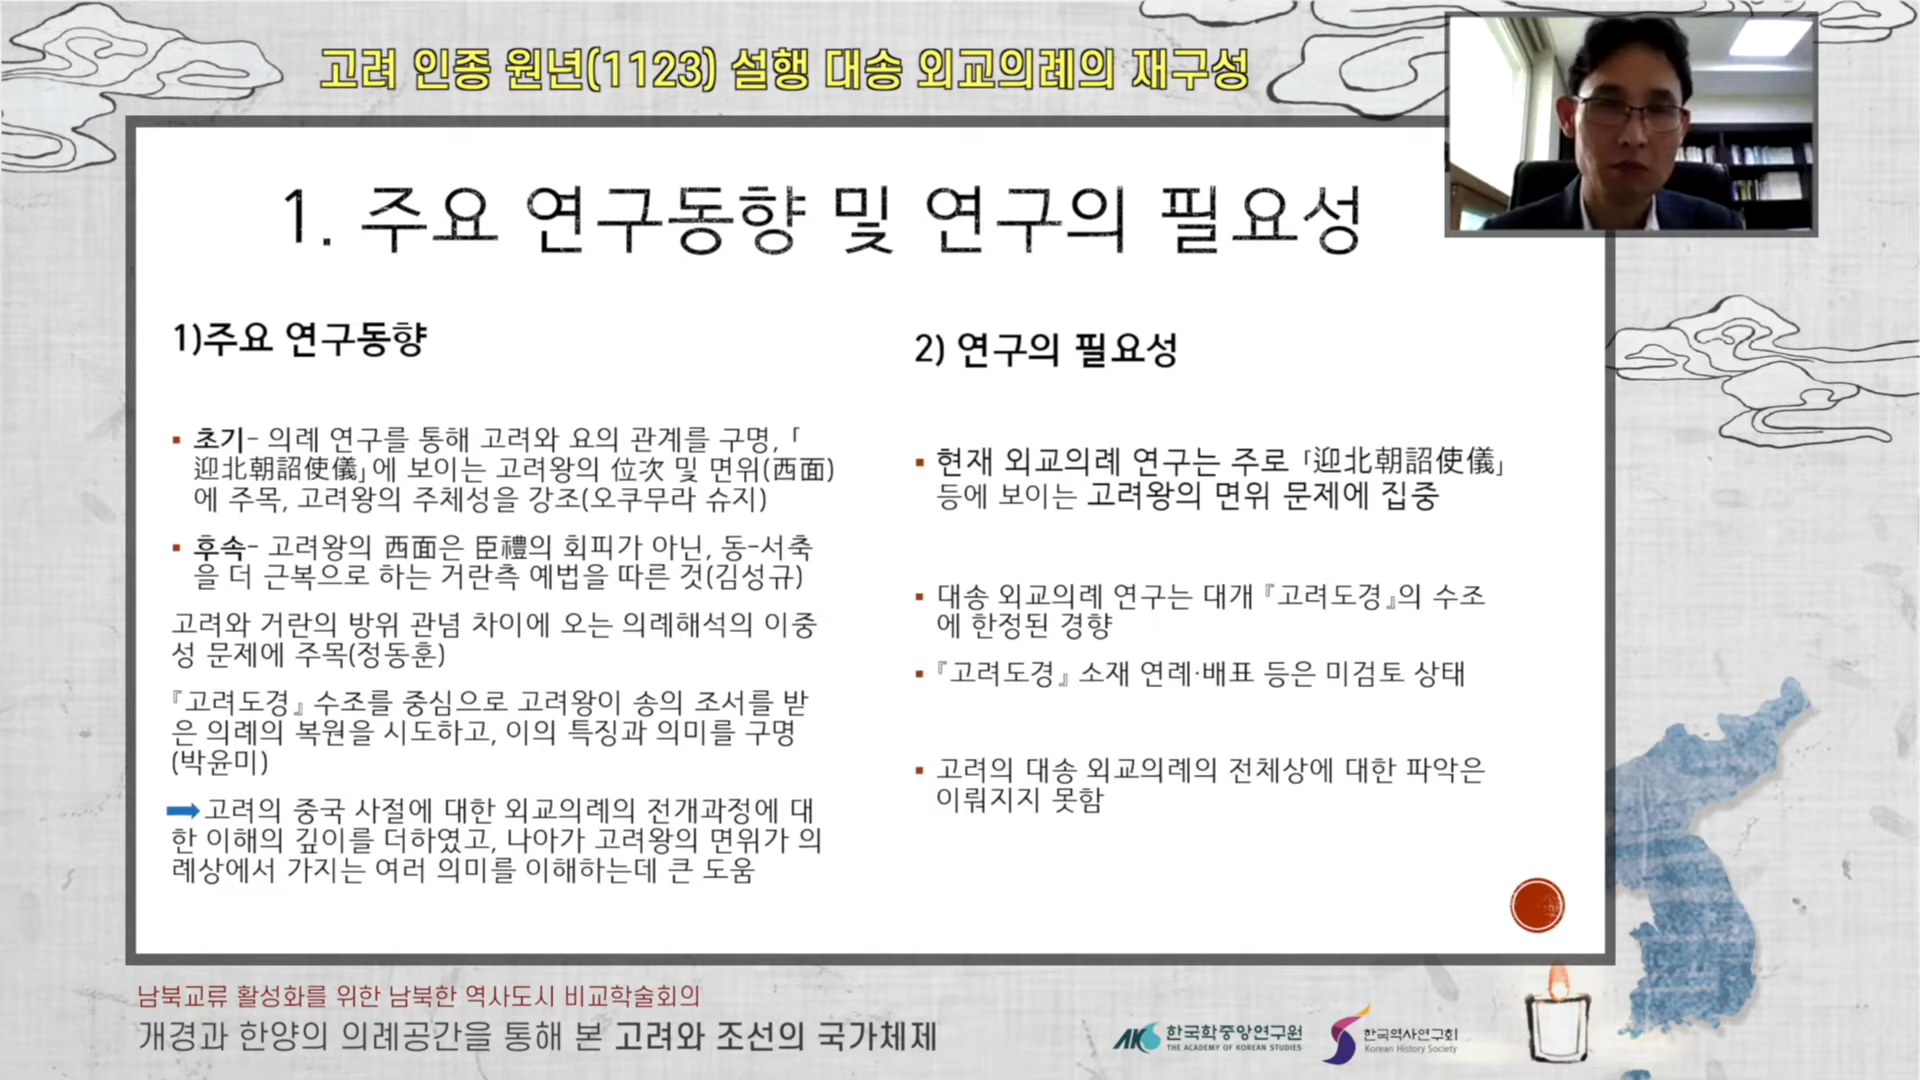 고려 인종 원년(1123) 설행 대송 외교의례의 재구성
1. 주요 연구동향 및 연구의 필요성
1)주요 연구동향
▪ 초기- 의례 연구를 통해 고려와 요의 관계를 구명, 「
迎北朝詔使儀」에 보이는 고려왕의 位次 및 면위(西面)
에 주목, 고려왕의 주체성을 강조(오쿠무라 슈지)
▪ 후속- 고려왕의 西面은 臣禮의 회피가 아닌, 동-서축
을 더 근복으로 하는 거란측 예법을 따른 것(김성규)
고려와 거란의 방위 관념 차이에 오는 의례해석의 이중
성 문제에 주목(정동훈)
『고려도경』 수조를 중심으로 고려왕이 송의 조서를 받
은 의례의 복원을 시도하고, 이의 특징과 의미를 구명
(박윤미)
➡ 고려의 중국 사절에 대한 외교의례의 전개과정에 대
한 이해의 깊이를 더하였고, 나아가 고려왕의 면위가 의
례상에서 가지는 여러 의미를 이해하는데 큰 도움
2) 연구의 필요성
▪ 현재 외교의례 연구는 주로 「迎北朝詔使儀」
등에 보이는 고려왕의 면위 문제에 집중
▪ 대송 외교의례 연구는 대개 『고려도경』의 수조
에 한정된 경향
▪ 『고려도경』 소재 연례·배표 등은 미검토 상태
▪ 고려의 대송 외교의례의 전체상에 대한 파악은
이뤄지지 못함
남북교류 활성화를 위한 남북한 역사도시 비교학술회의
개경과 한양의 의례공간을 통해 본 고려와 조선의 국가체제
AKS 한국학중앙연구원
THE ACADEMY OF KOREAN STUDIES
한국역사연구회
Korean History Society